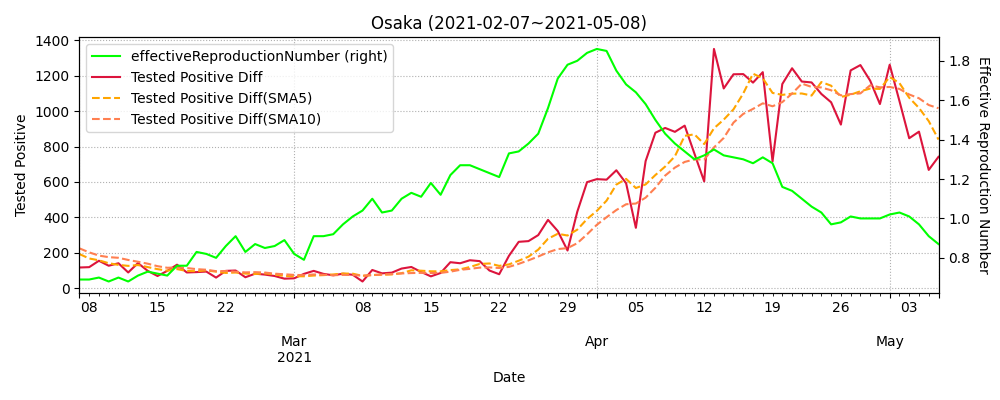 Osaka (2021-02-07~2021-05-08)
effectiveReproductionNumber (right)
Tested Positive Diff
Tested Positive Diff(SMA5)
Tested Positive Diff(SMA10)
Tested Positive
1400
1200
1000
800
600
400
200
0
1.8
1.6
1.4
1.2
1.0
0.8
Effective Reproduction Number
08 15 22 08 15 22 29 05 12 19 26 03
Mar Apr May
2021
Date